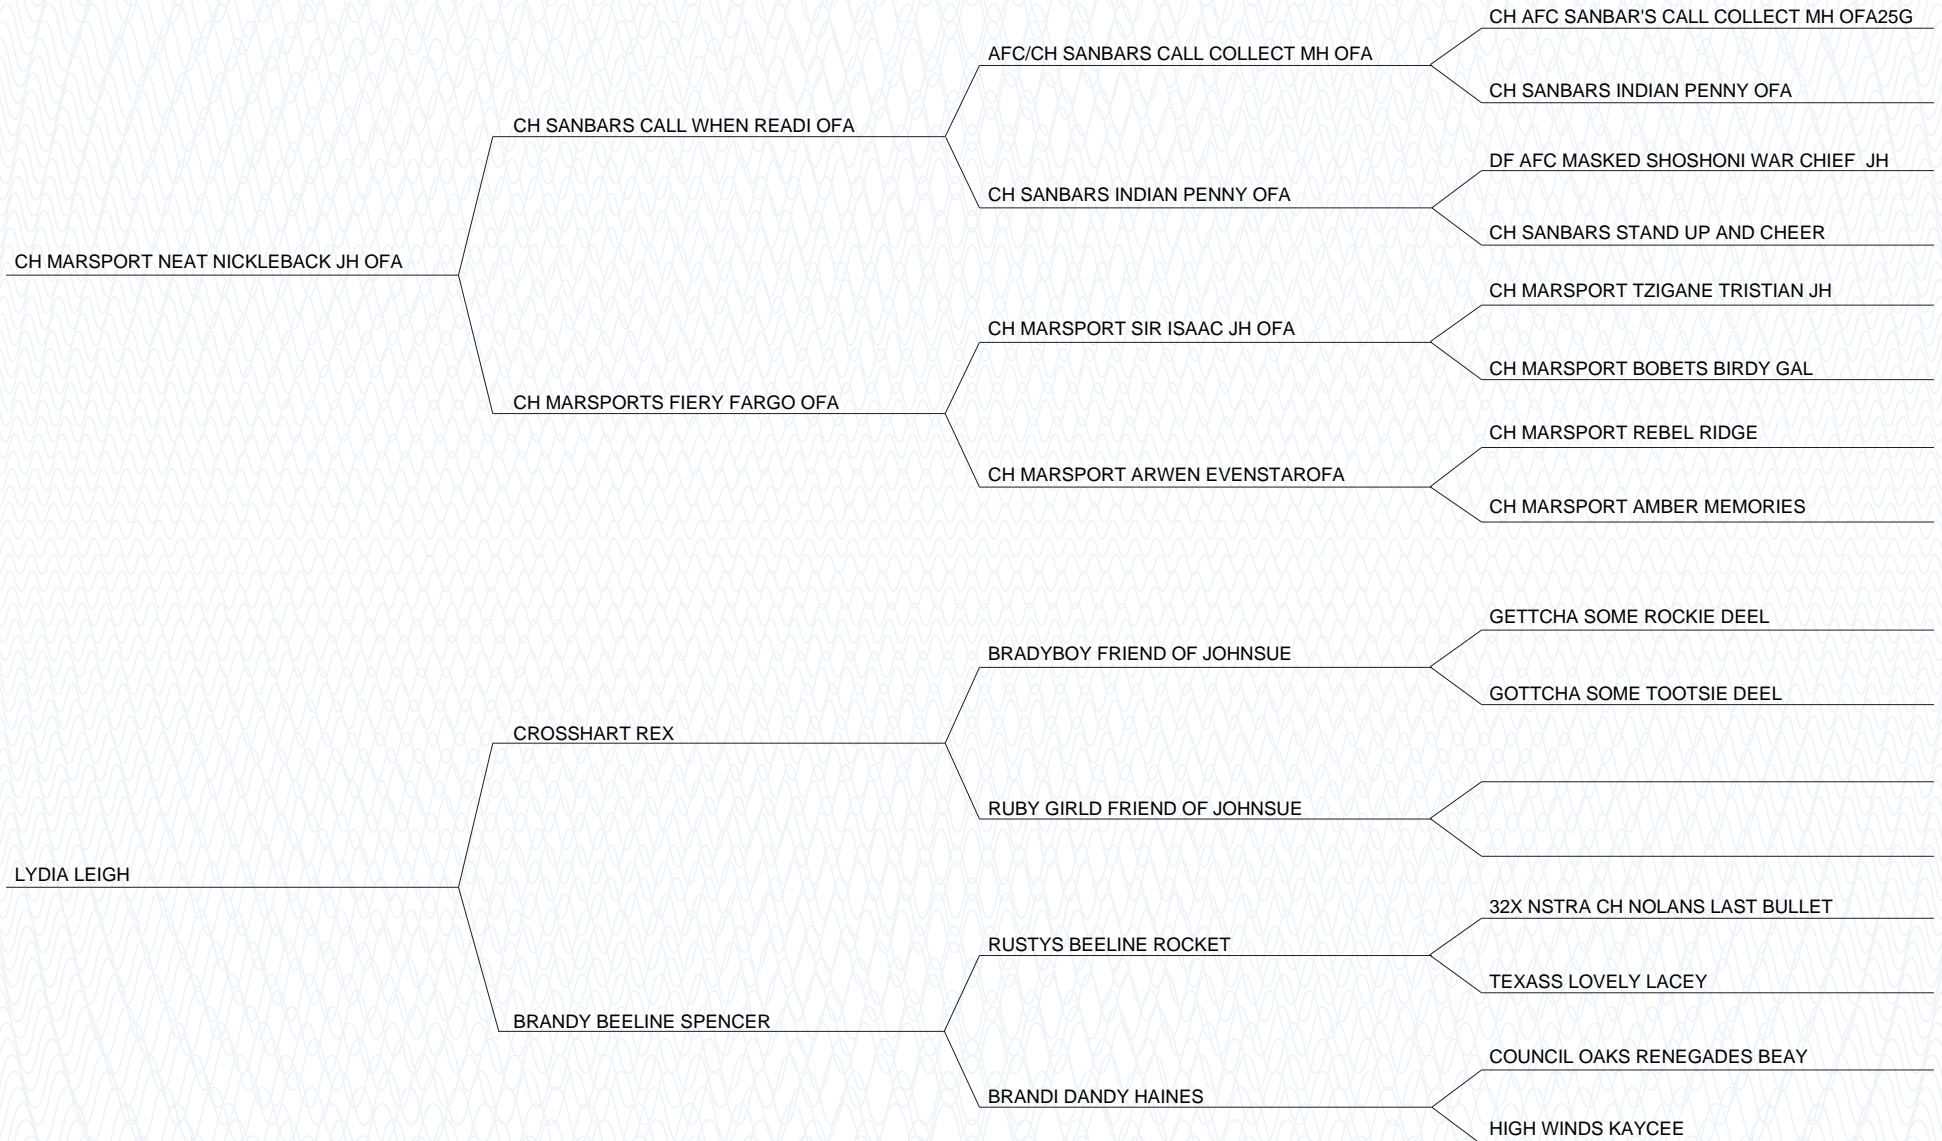 CH AFC SANBAR'S CALL COLLECT MH OFA25G
AFC/CH SANBARS CALL COLLECT MH OFA
CH SANBARS INDIAN PENNY OFA
CH SANBARS CALL WHEN READI OFA
DF AFC MASKED SHOSHONI WAR CHIEF  JH
CH SANBARS INDIAN PENNY OFA
CH SANBARS STAND UP AND CHEER
CH MARSPORT NEAT NICKLEBACK JH OFA
CH MARSPORT TZIGANE TRISTIAN JH
CH MARSPORT SIR ISAAC JH OFA
CH MARSPORT BOBETS BIRDY GAL
CH MARSPORTS FIERY FARGO OFA
CH MARSPORT REBEL RIDGE
CH MARSPORT ARWEN EVENSTAROFA
CH MARSPORT AMBER MEMORIES
GETTCHA SOME ROCKIE DEEL
BRADYBOY FRIEND OF JOHNSUE
GOTTCHA SOME TOOTSIE DEEL
CROSSHART REX
RUBY GIRLD FRIEND OF JOHNSUE
LYDIA LEIGH
32X NSTRA CH NOLANS LAST BULLET
RUSTYS BEELINE ROCKET
TEXASS LOVELY LACEY
BRANDY BEELINE SPENCER
COUNCIL OAKS RENEGADES BEAY
BRANDI DANDY HAINES
HIGH WINDS KAYCEE